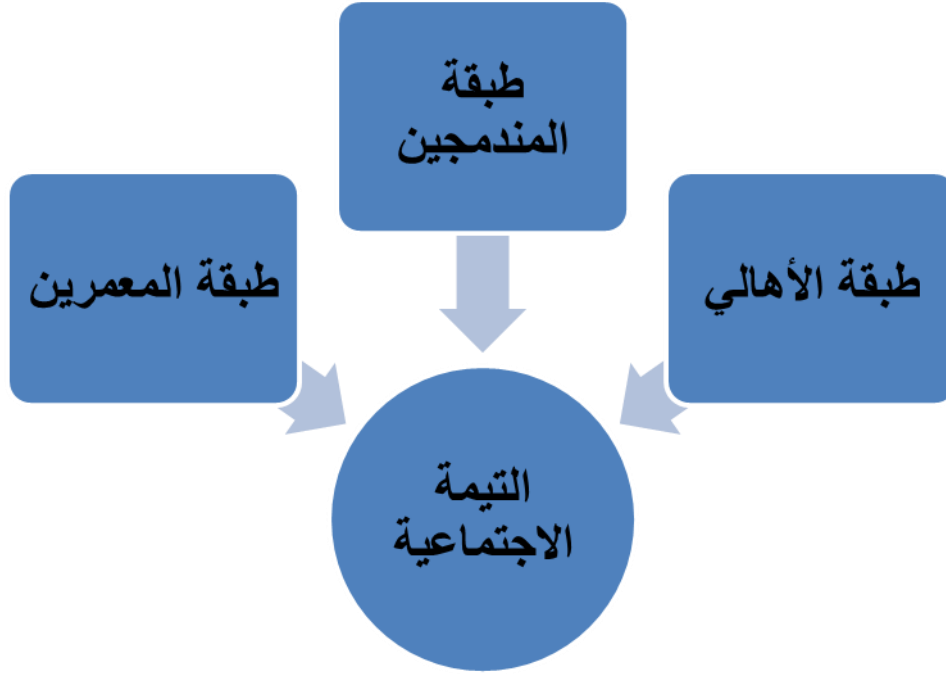 طبقة
المندمجين
طبقة الأهالي
طبقة المعمرين
التيمة
الاجتماعية